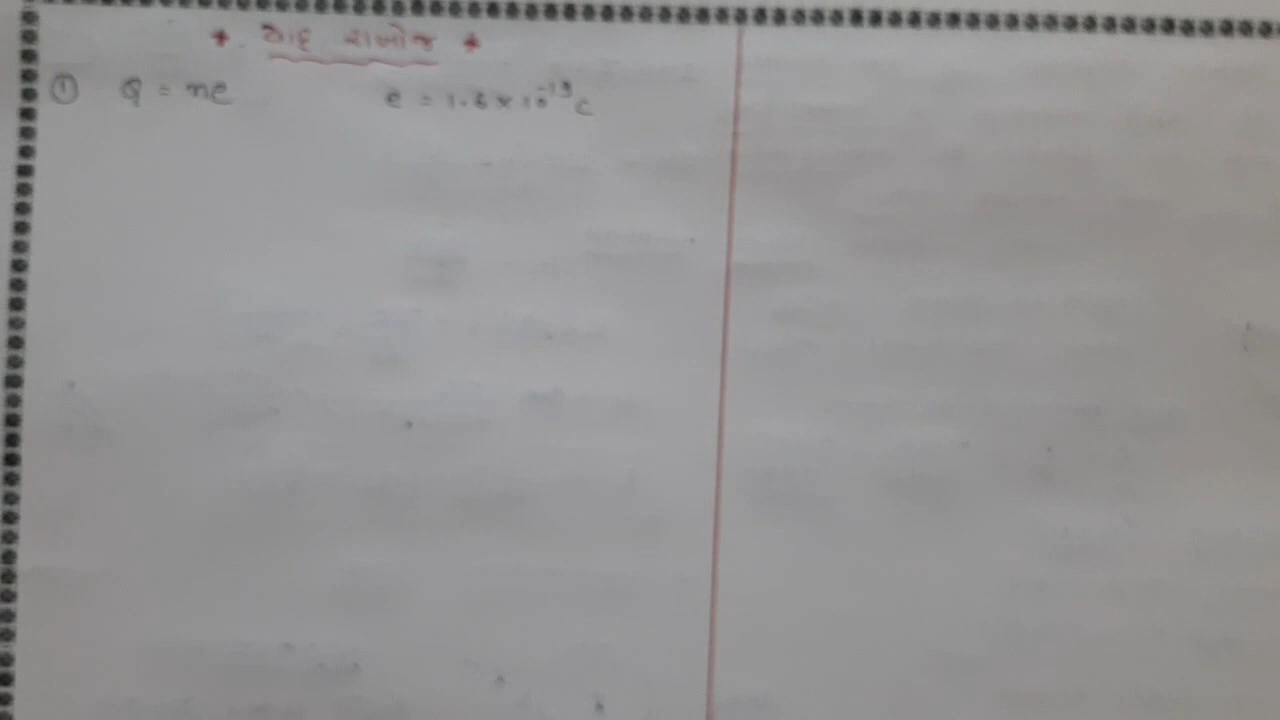 * યાદ રાખોજ *
① Q = ne e = 1.6 × 10⁻¹⁹ C